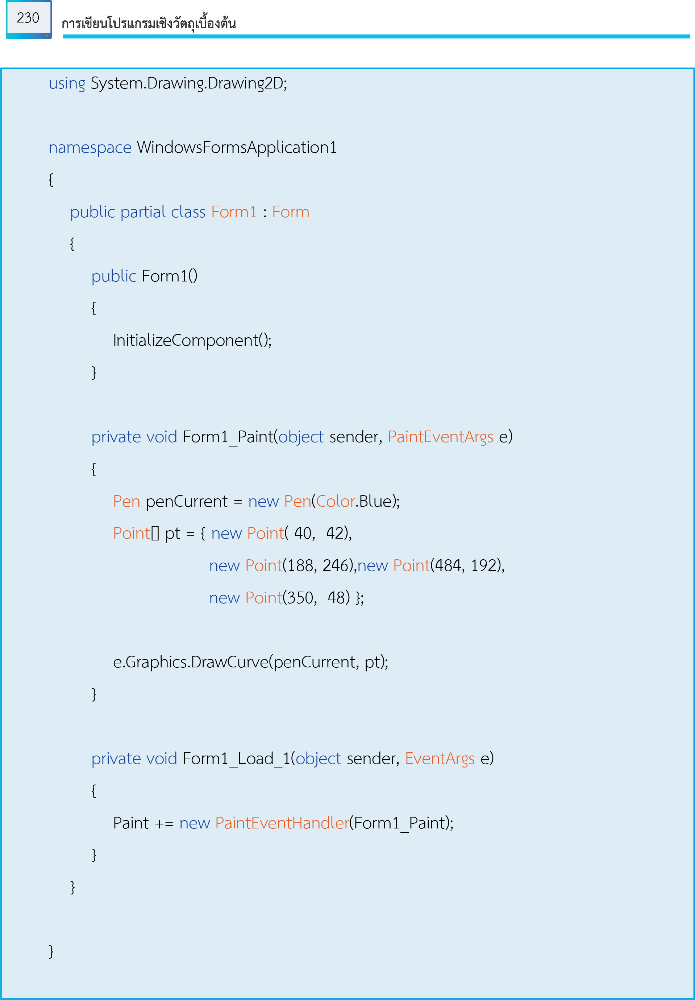 230
การเขียนโปรแกรมเชิงวัตถุเบื้องต้น
using System.Drawing.Drawing2D;
namespace WindowsFormsApplication1
{
public partial class Form1 : Form
{
public Form1()
{
InitializeComponent();
}
private void Form1_Paint(object sender, PaintEventArgs e)
{
Pen penCurrent = new Pen(Color.Blue);
Point[] pt = { new Point( 40,  42),
new Point(188, 246),new Point(484, 192),
new Point(350,  48) };
e.Graphics.DrawCurve(penCurrent, pt);
}
private void Form1_Load_1(object sender, EventArgs e)
{
Paint += new PaintEventHandler(Form1_Paint);
}
}
}